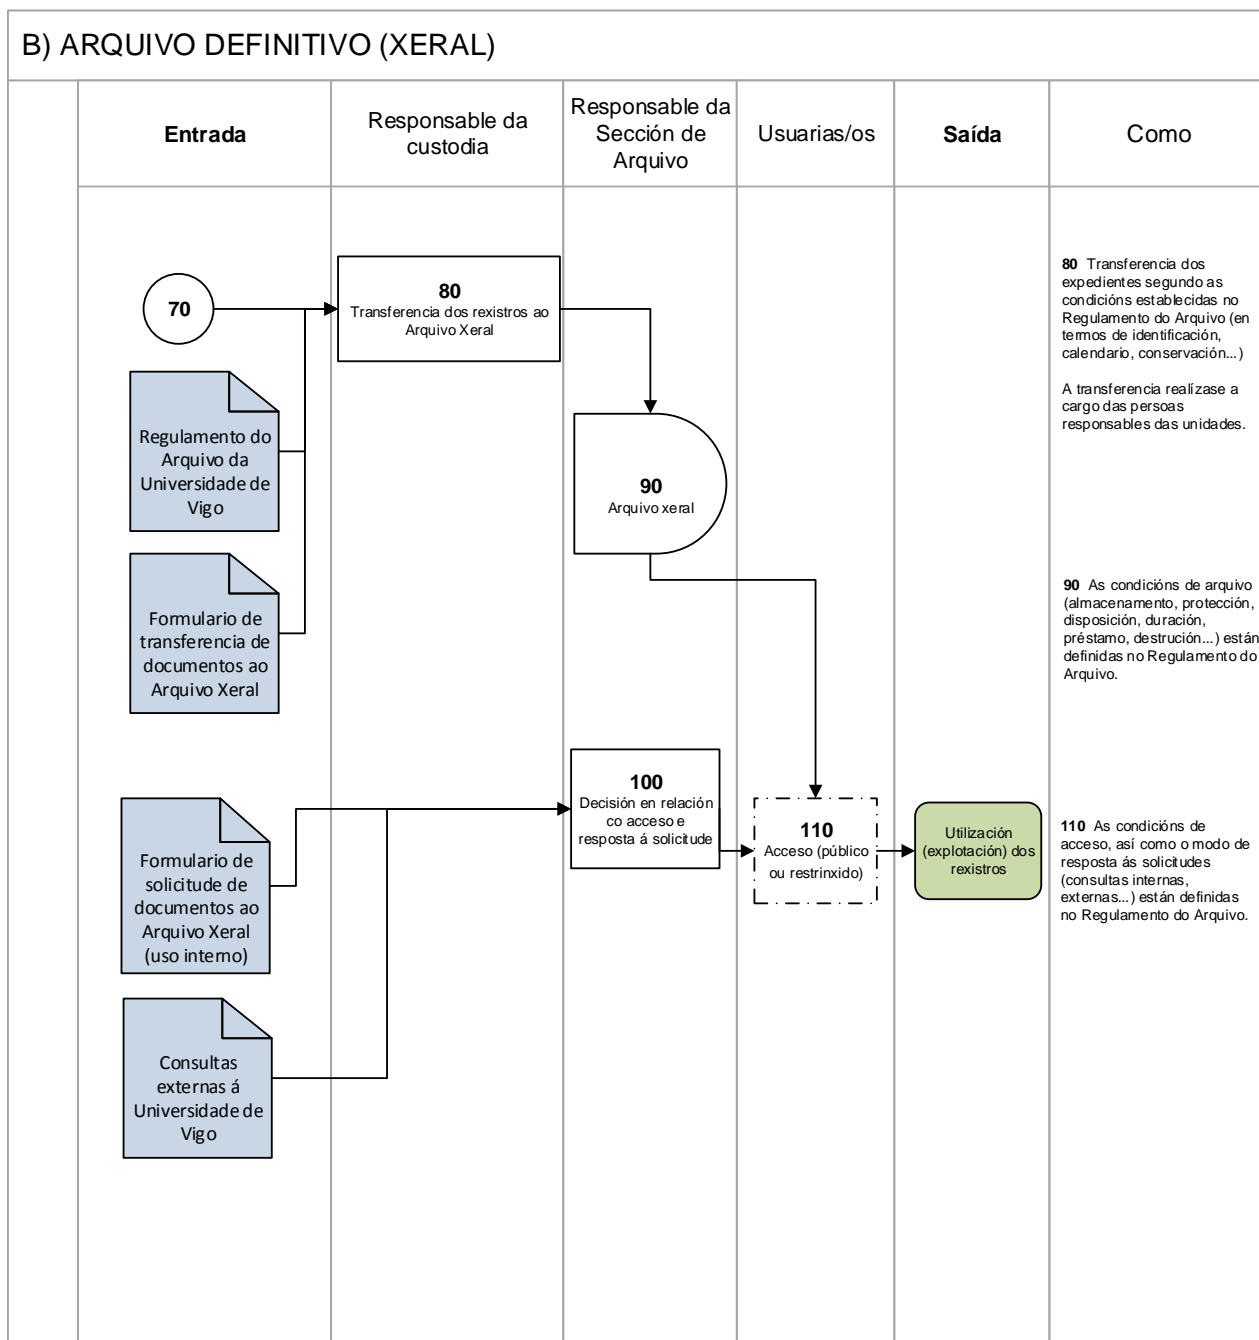 B) ARQUIVO DEFINITIVO (XERAL)
Entrada
Responsable da
custodia
Responsable da
Sección de
Arquivo
Usuarias/os
Saída
Como
70
80
Transferencia dos rexistros ao
Arquivo Xeral
Regulamento do
Arquivo da
Universidade de
Vigo
90
Arquivo xeral
Formulario de
transferencia de
documentos ao
Arquivo Xeral
100
Decisión en relación
co acceso e
resposta á solicitude
110
Acceso (público
ou restrinxido)
Utilización
(explotación) dos
rexistros
Formulario de
solicitude de
documentos ao
Arquivo Xeral
(uso interno)
Consultas
externas á
Universidade de
Vigo
80 Transferencia dos
expedientes segundo as
condicións establecidas no
Regulamento do Arquivo (en
termos de identificación,
calendario, conservación...)
A transferencia realízase a
cargo das persoas
responsables das unidades.
90 As condicións de arquivo
(almacenamento, protección,
disposición, duración,
préstamo, destrución...) están
definidas no Regulamento do
Arquivo.
110 As condicións de
acceso, así como o modo de
resposta ás solicitudes
(consultas internas,
externas...) están definidas
no Regulamento do Arquivo.